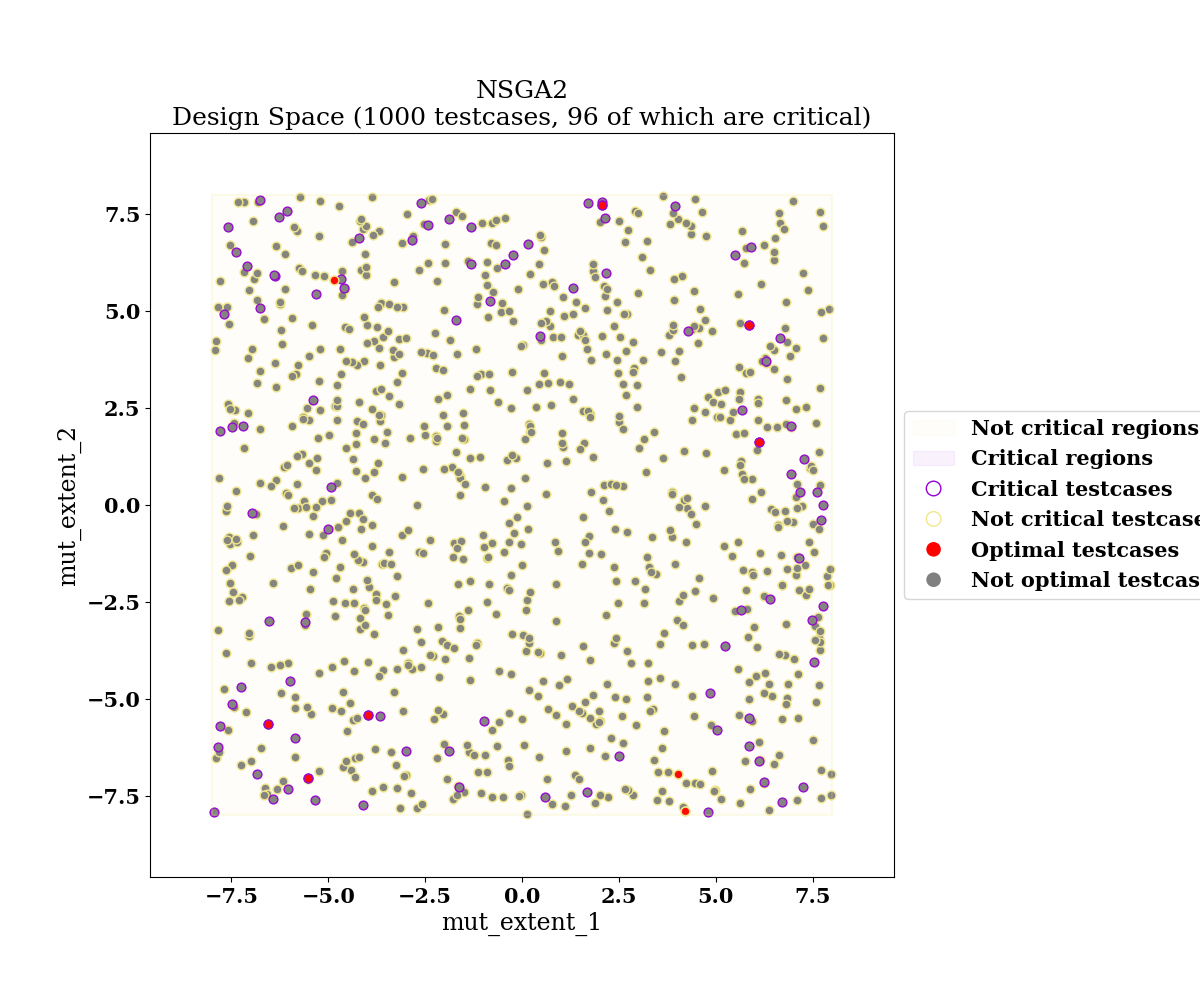 NSGA2
Design Space (1000 testcases, 96 of which are critical)
7.5
5.0
2.5
0.0
−2.5
−5.0
−7.5
mut_extent_2
−7.5
−5.0
−2.5
0.0
2.5
5.0
7.5
mut_extent_1
Not critical regions
Critical regions
Critical testcases
Not critical testcase
Optimal testcases
Not optimal testcas